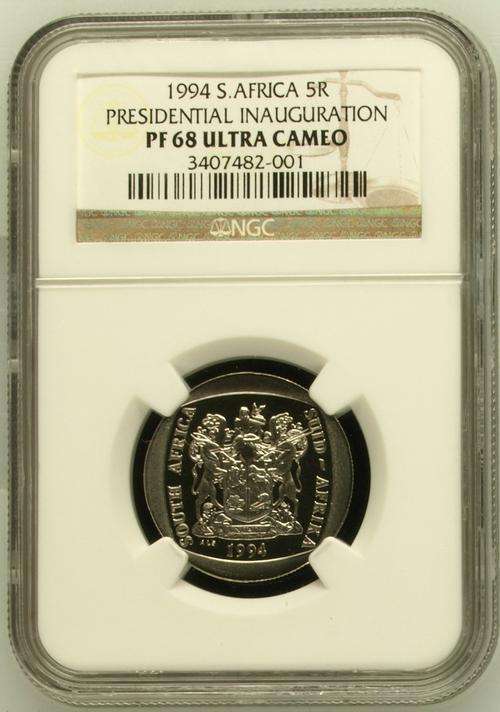 1994 S.AFRICA 5R
PRESIDENTIAL INAUGURATION
PF 68 ULTRA CAMEO
3407482-001
NGC
SOUTH AFRICA
SUID-AFRIKA
1994